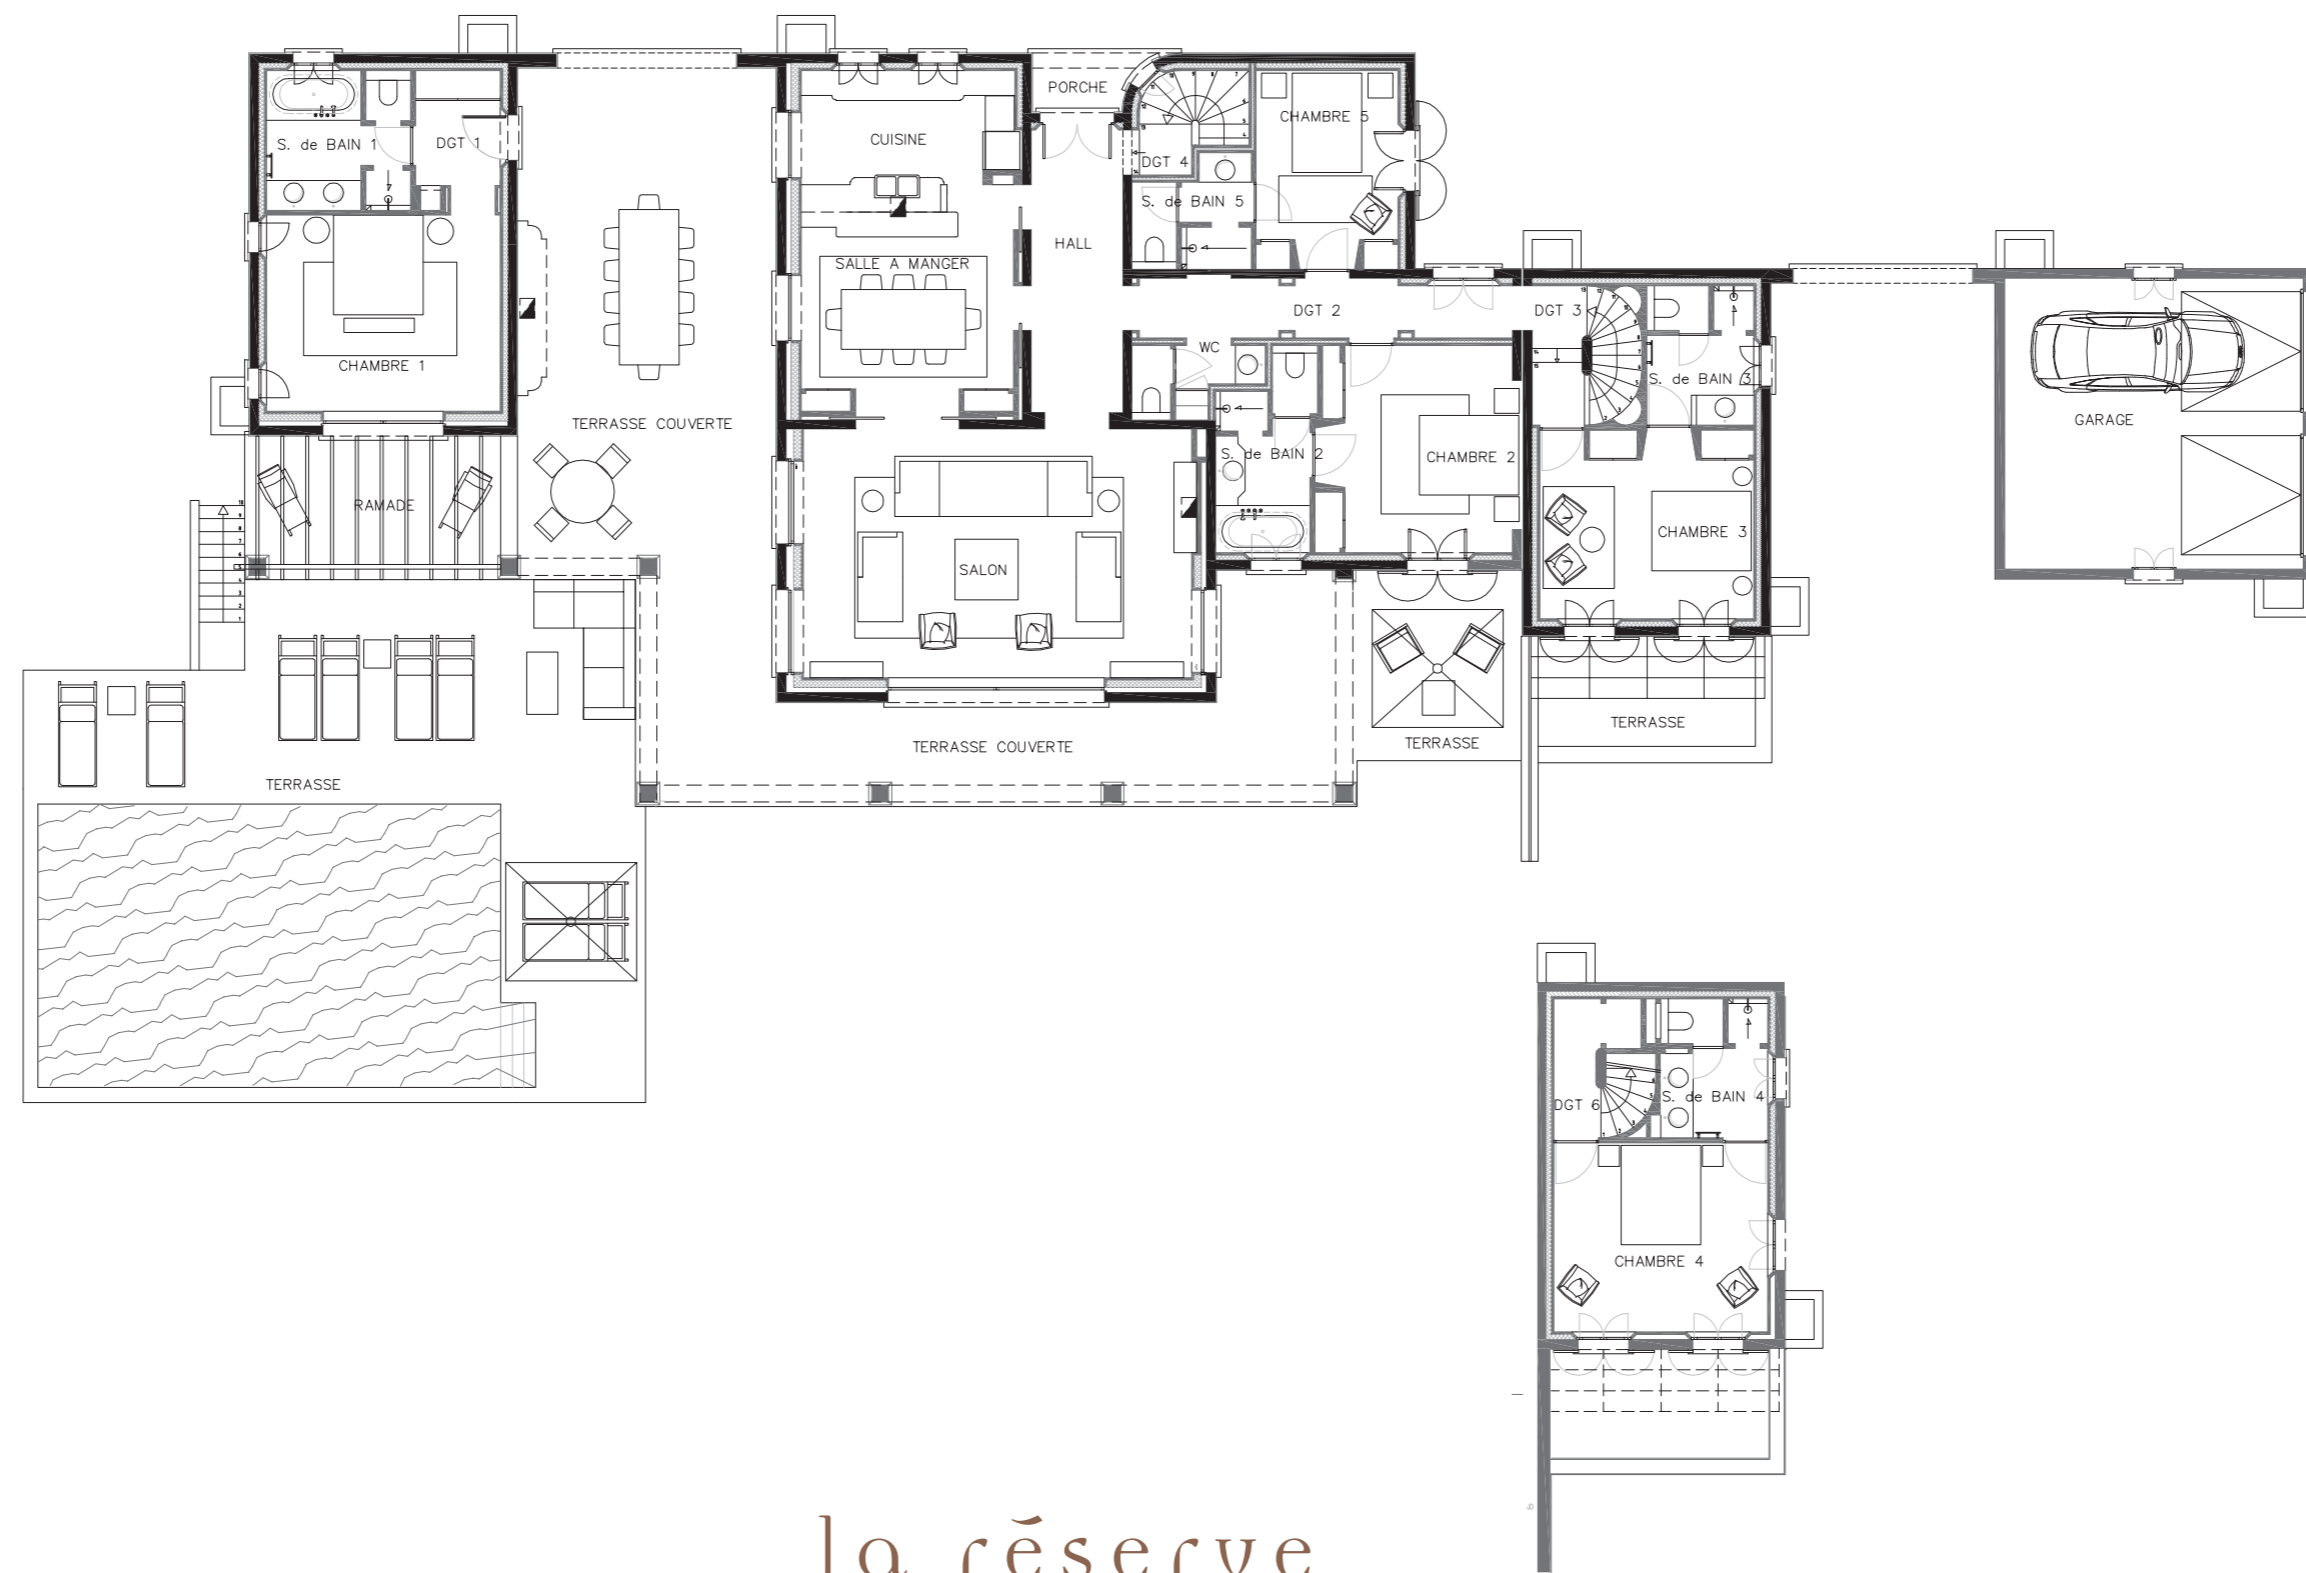 PORCHE
CHAMBRE 5
CUISINE
S. de BAIN 1
DGT 1
DGT 4
S. de BAIN 5
HALL
SALLE A MANGER
DGT 2
DGT 3
WC
CHAMBRE 1
S. de BAIN 3
TERRASSE COUVERTE
GARAGE
S. de BAIN 2
CHAMBRE 2
RAMADE
CHAMBRE 3
SALON
TERRASSE
TERRASSE
TERRASSE COUVERTE
TERRASSE
DGT 6
S. de BAIN 4
CHAMBRE 4
la réserve